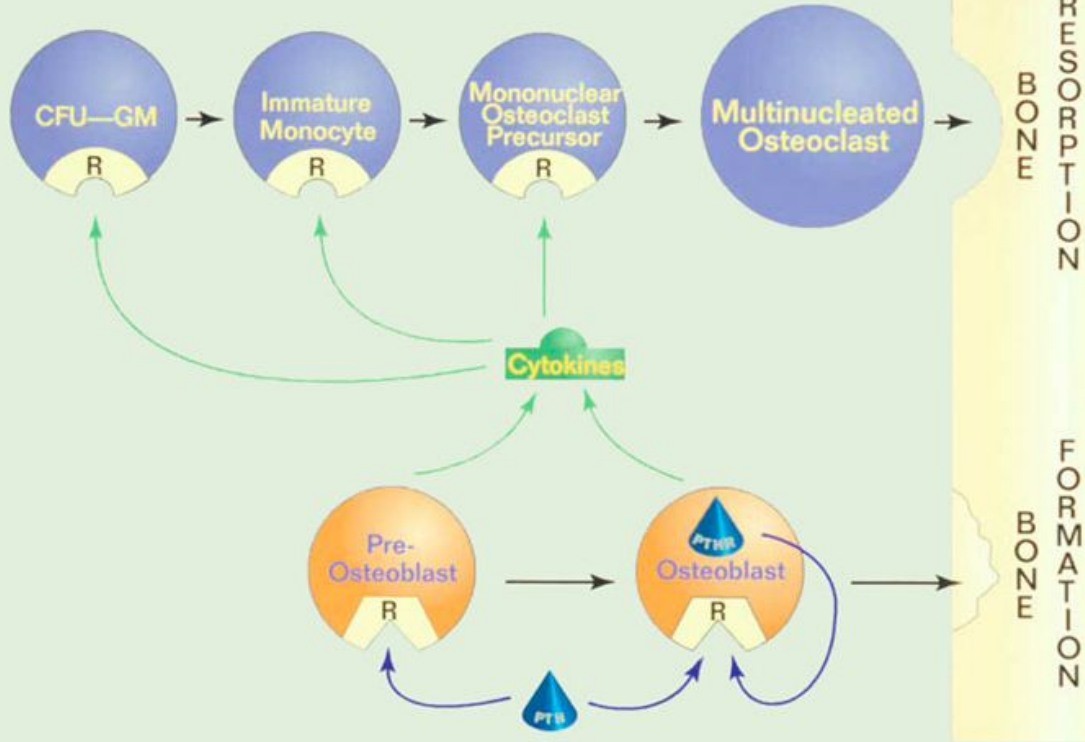 CFU—GM
R
Immature
Monocyte
R
Mononuclear
Osteoclast
Precursor
R
Multinucleated
Osteoclast
BONE
RESORPTION
Cytokines
Pre-
Osteoblast
R
PTHR
Osteoblast
R
PTH
BONE
FORMATION